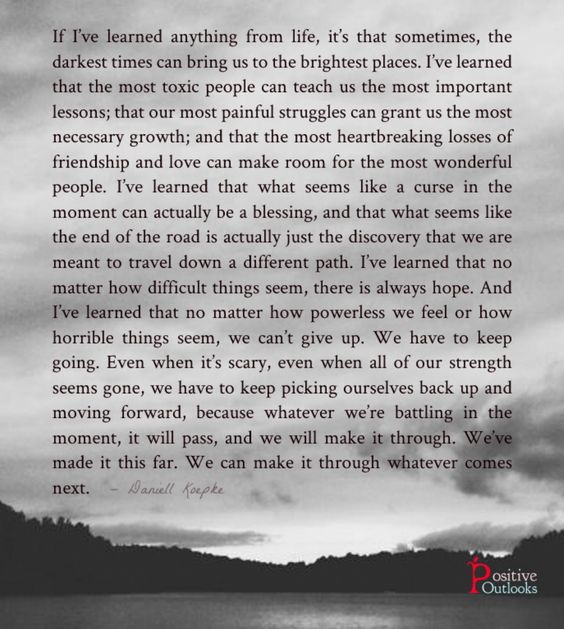 If I've learned anything from life, it's that sometimes, the
darkest times can bring us to the brightest places. I've learned
that the most toxic people can teach us the most important
lessons; that our most painful struggles can grant us the most
necessary growth; and that the most heartbreaking losses of
friendship and love can make room for the most wonderful
people. I've learned that what seems like a curse in the
moment can actually be a blessing, and that what seems like
the end of the road is actually just the discovery that we are
meant to travel down a different path. I've learned that no
matter how difficult things seem, there is always hope. And
I've learned that no matter how powerless we feel or how
horrible things seem, we can't give up. We have to keep
going. Even when it's scary, even when all of our strength
seems gone, we have to keep picking ourselves back up and
moving forward, because whatever we're battling in the
moment, it will pass, and we will make it through. We've
made it this far. We can make it through whatever comes
next. – Daniell Koepke
Positive
Outlooks